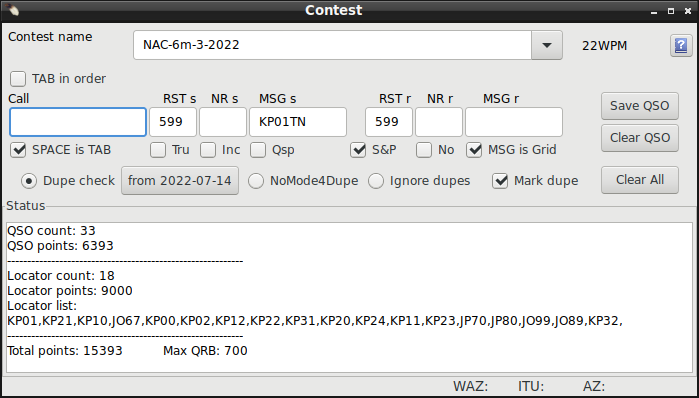 Contest
Contest name NAC-6m-3-2022 22WPM ?
TAB in order
Call RST s NR s MSG s RST r NR r MSG r
599 KP01TN 599 Save QSO
Clear QSO
SPACE is TAB Tru Inc Qsp S&P No MSG is Grid
Dupe check from 2022-07-14 NoMode4Dupe Ignore dupes Mark dupe Clear All
Status
QSO count: 33
QSO points: 6393
-----------------------------------------------------------
Locator count: 18
Locator points: 9000
Locator list:
KP01,KP21,KP10,JO67,KP00,KP02,KP12,KP22,KP31,KP20,KP24,KP11,KP23,JP70,JP80,JO99,JO89,KP32,
-----------------------------------------------------------
Total points: 15393 Max QRB: 700
WAZ: ITU: AZ: